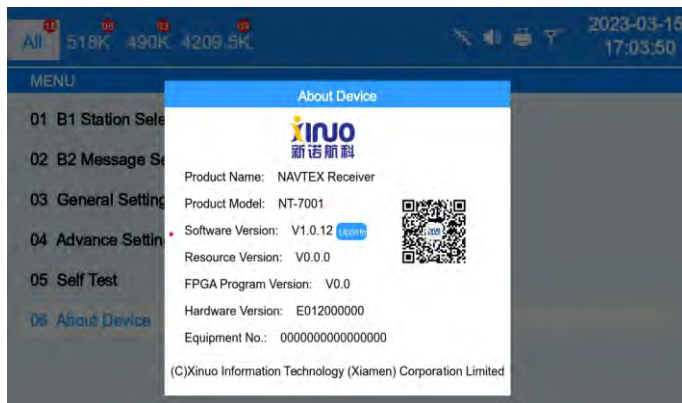 All 518K 490K 4209.5K
2023-03-15
17:03:50
MENU
01 B1 Station Sele
02 B2 Message Se
03 General Setting
04 Advance Settin
05 Self Test
06 About Device
About Device
XINUO
新诺航科
Product Name: NAVTEX Receiver
Product Model: NT-7001
Software Version: V1.0.12 Update
Resource Version: V0.0.0
FPGA Program Version: V0.0
Hardware Version: E012000000
Equipment No.: 0000000000000000
(C)Xinuo Information Technology (Xiamen) Corporation Limited